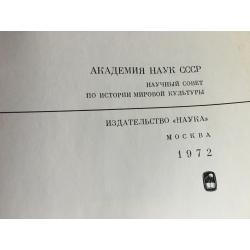 АКАДЕМИЯ НАУК СССР
НАУЧНЫЙ СОВЕТ
ПО ИСТОРИИ МИРОВОЙ КУЛЬТУРЫ
ИЗДАТЕЛЬСТВО «НАУКА»
МОСКВА
1972